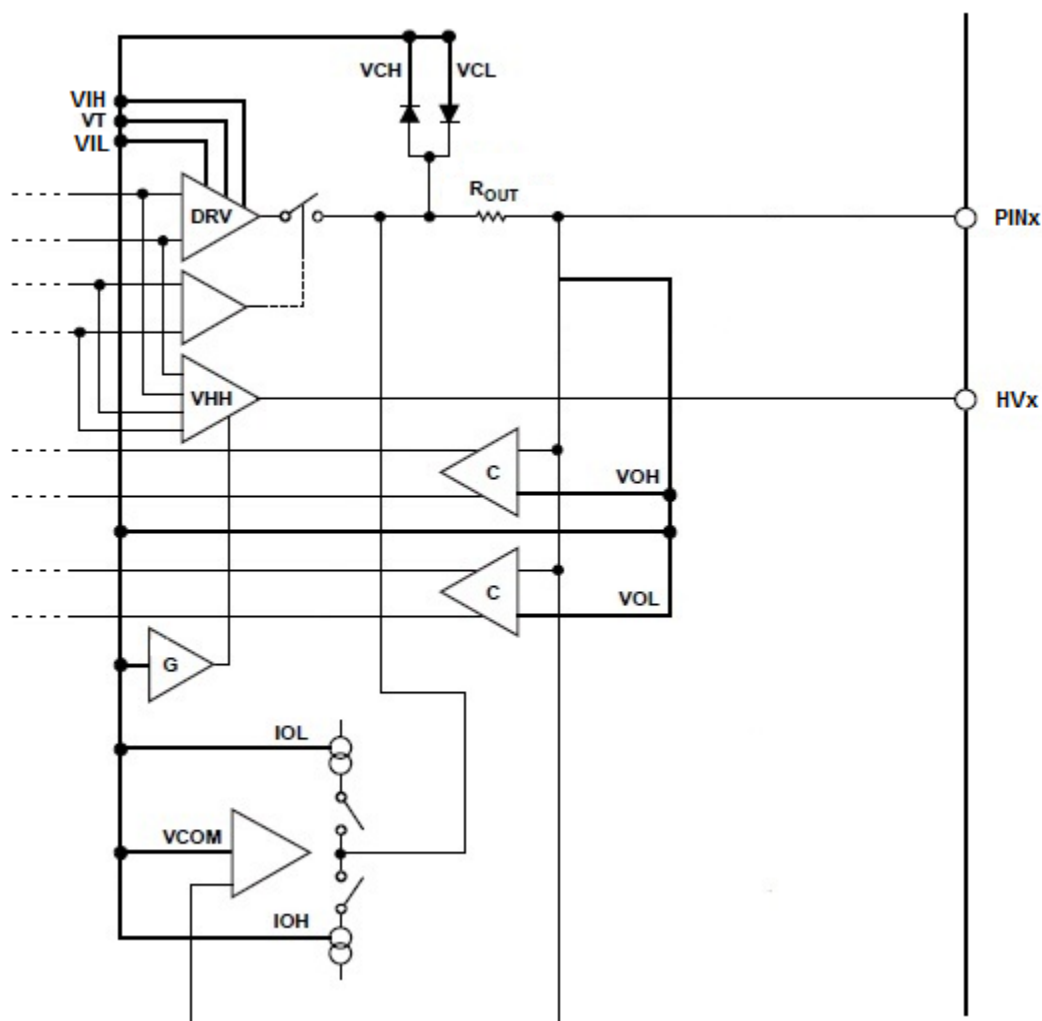 VCH VCL
VIH
VT
VIL
DRV
ROUT
PINx
VHH
HVx
C
VOH
C
VOL
G
IOL
VCOM
IOH